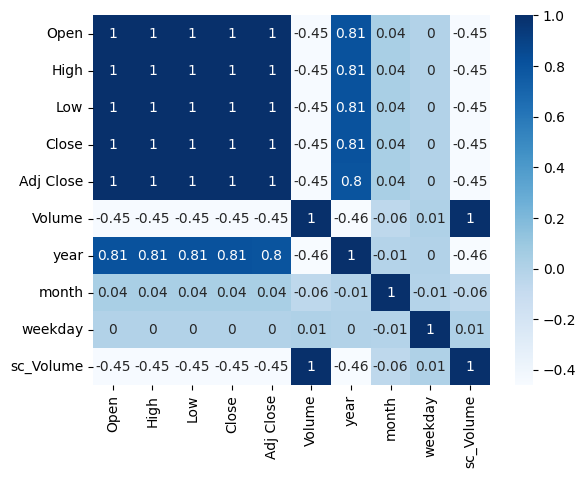 Open 1 1 1 1 1 -0.45 0.81 0.04 0 -0.45
High 1 1 1 1 1 -0.45 0.81 0.04 0 -0.45
Low 1 1 1 1 1 -0.45 0.81 0.04 0 -0.45
Close 1 1 1 1 1 -0.45 0.81 0.04 0 -0.45
Adj Close 1 1 1 1 1 -0.45 0.8 0.04 0 -0.45
Volume -0.45 -0.45 -0.45 -0.45 -0.45 1 -0.46 -0.06 0.01 1
year 0.81 0.81 0.81 0.81 0.8 -0.46 1 -0.01 0 -0.46
month 0.04 0.04 0.04 0.04 0.04 -0.06 -0.01 1 -0.01 -0.06
weekday 0 0 0 0 0 0.01 0 -0.01 1 0.01
sc_Volume -0.45 -0.45 -0.45 -0.45 -0.45 1 -0.46 -0.06 0.01 1
Open High Low Close Adj Close Volume year month weekday sc_Volume
1.0
0.8
0.6
0.4
0.2
0.0
−0.2
−0.4